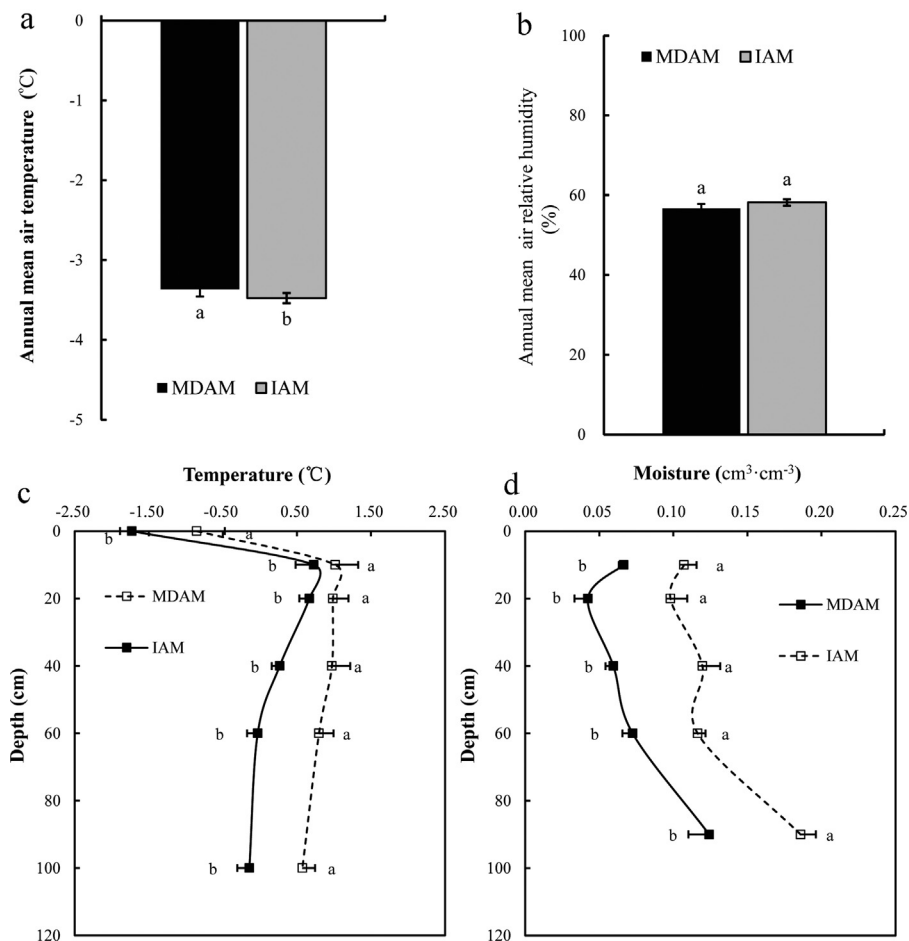 a
0
-1
-2
-3
-4
-5
Annual mean air temperature (℃)
a
b
MDAM
IAM
b
100
80
60
40
20
0
Annual mean air relative humidity
(%)
MDAM
IAM
a
a
c
Temperature (℃)
-2.50 -1.50 -0.50 0.50 1.50 2.50
0
20
40
60
80
100
120
Depth (cm)
b
a
b
a
b
a
b
a
b
a
b
a
MDAM
IAM
d
Moisture (cm³·cm⁻³)
0.00 0.05 0.10 0.15 0.20 0.25
0
20
40
60
80
100
120
Depth (cm)
b
a
b
a
b
a
b
a
b
a
MDAM
IAM